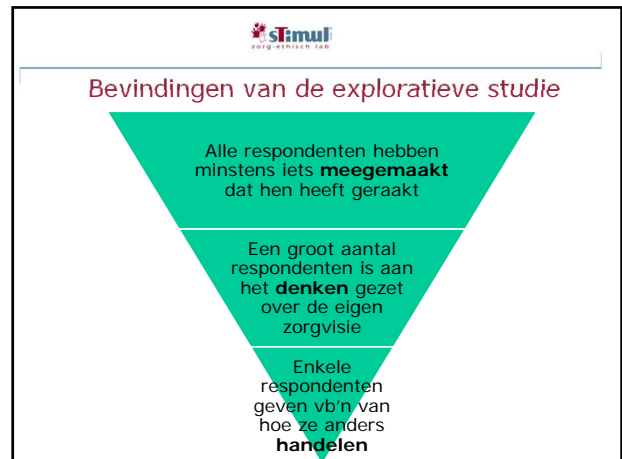 sTimul
zorg-ethisch lab
Bevindingen van de exploratieve studie
Alle respondenten hebben
minstens iets meegemaakt
dat hen heeft geraakt
Een groot aantal
respondenten is aan
het denken gezet
over de eigen
zorgvisie
Enkele
respondenten
geven vb'n van
hoe ze anders
handelen